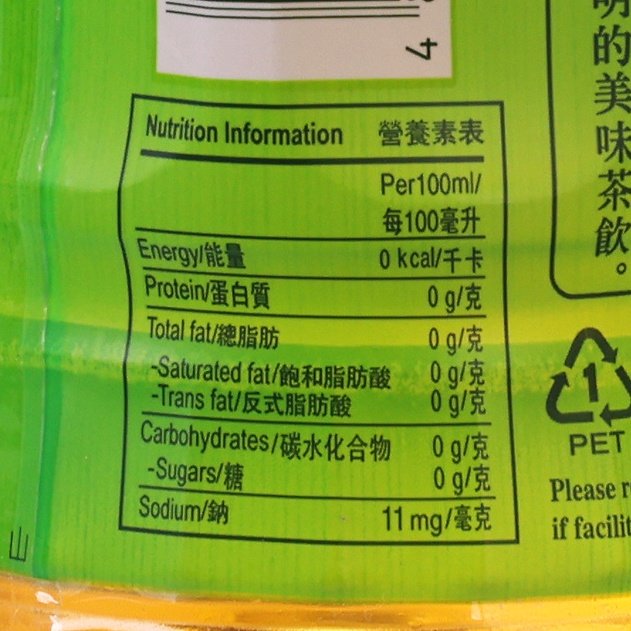 4
Nutrition Information 營養素表
Per100ml/
每100毫升
Energy/能量 0 kcal/千卡
Protein/蛋白質 0 g/克
Total fat/總脂肪 0 g/克
-Saturated fat/飽和脂肪酸 0 g/克
-Trans fat/反式脂肪酸 0 g/克
Carbohydrates/碳水化合物 0 g/克
-Sugars/糖 0 g/克
Sodium/鈉 11 mg/毫克
明的美味茶飲。
1
PET
Please
if